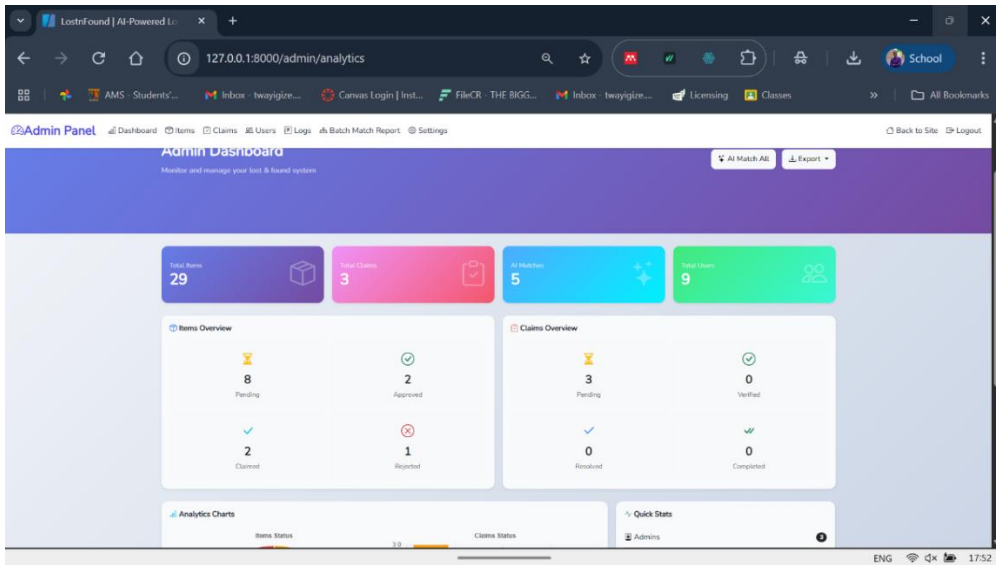 LostnFound | AI-Powered Lo
127.0.0.1:8000/admin/analytics
School
AMS - Students'...
Inbox - twayigize...
Canvas Login | Inst...
FileCR - THE BIGG...
Inbox - twayigize...
Licensing
Classes
All Bookmarks
Admin Panel
Dashboard
Items
Claims
Users
Logs
Batch Match Report
Settings
Back to Site
Logout
Admin Dashboard
Monitor and manage your lost & found system
AI Match All
Export
Total Items
29
Total Claims
3
AI Matches
5
Total Users
9
Items Overview
8
Pending
2
Approved
2
Claimed
1
Rejected
Claims Overview
3
Pending
0
Verified
0
Resolved
0
Completed
Analytics Charts
Items Status
Claims Status
3.0
Quick Stats
Admins
3
ENG
17:52